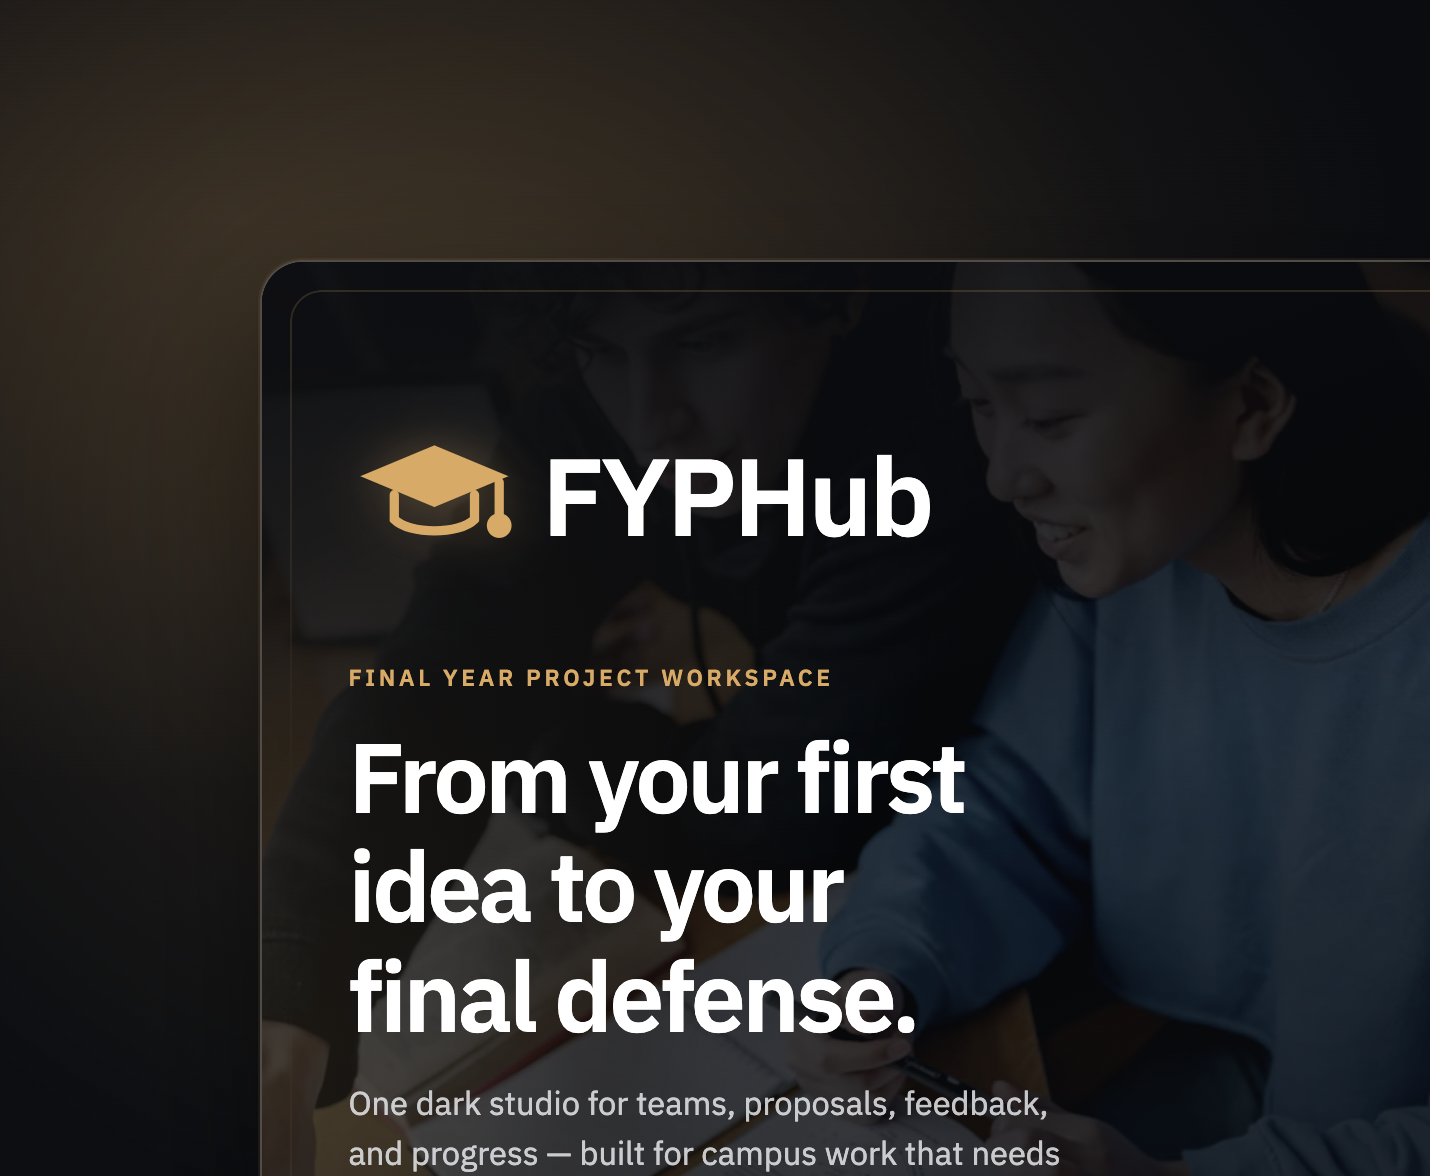 FYPHub
FINAL YEAR PROJECT WORKSPACE
From your first
idea to your
final defense.
One dark studio for teams, proposals, feedback,
and progress — built for campus work that needs